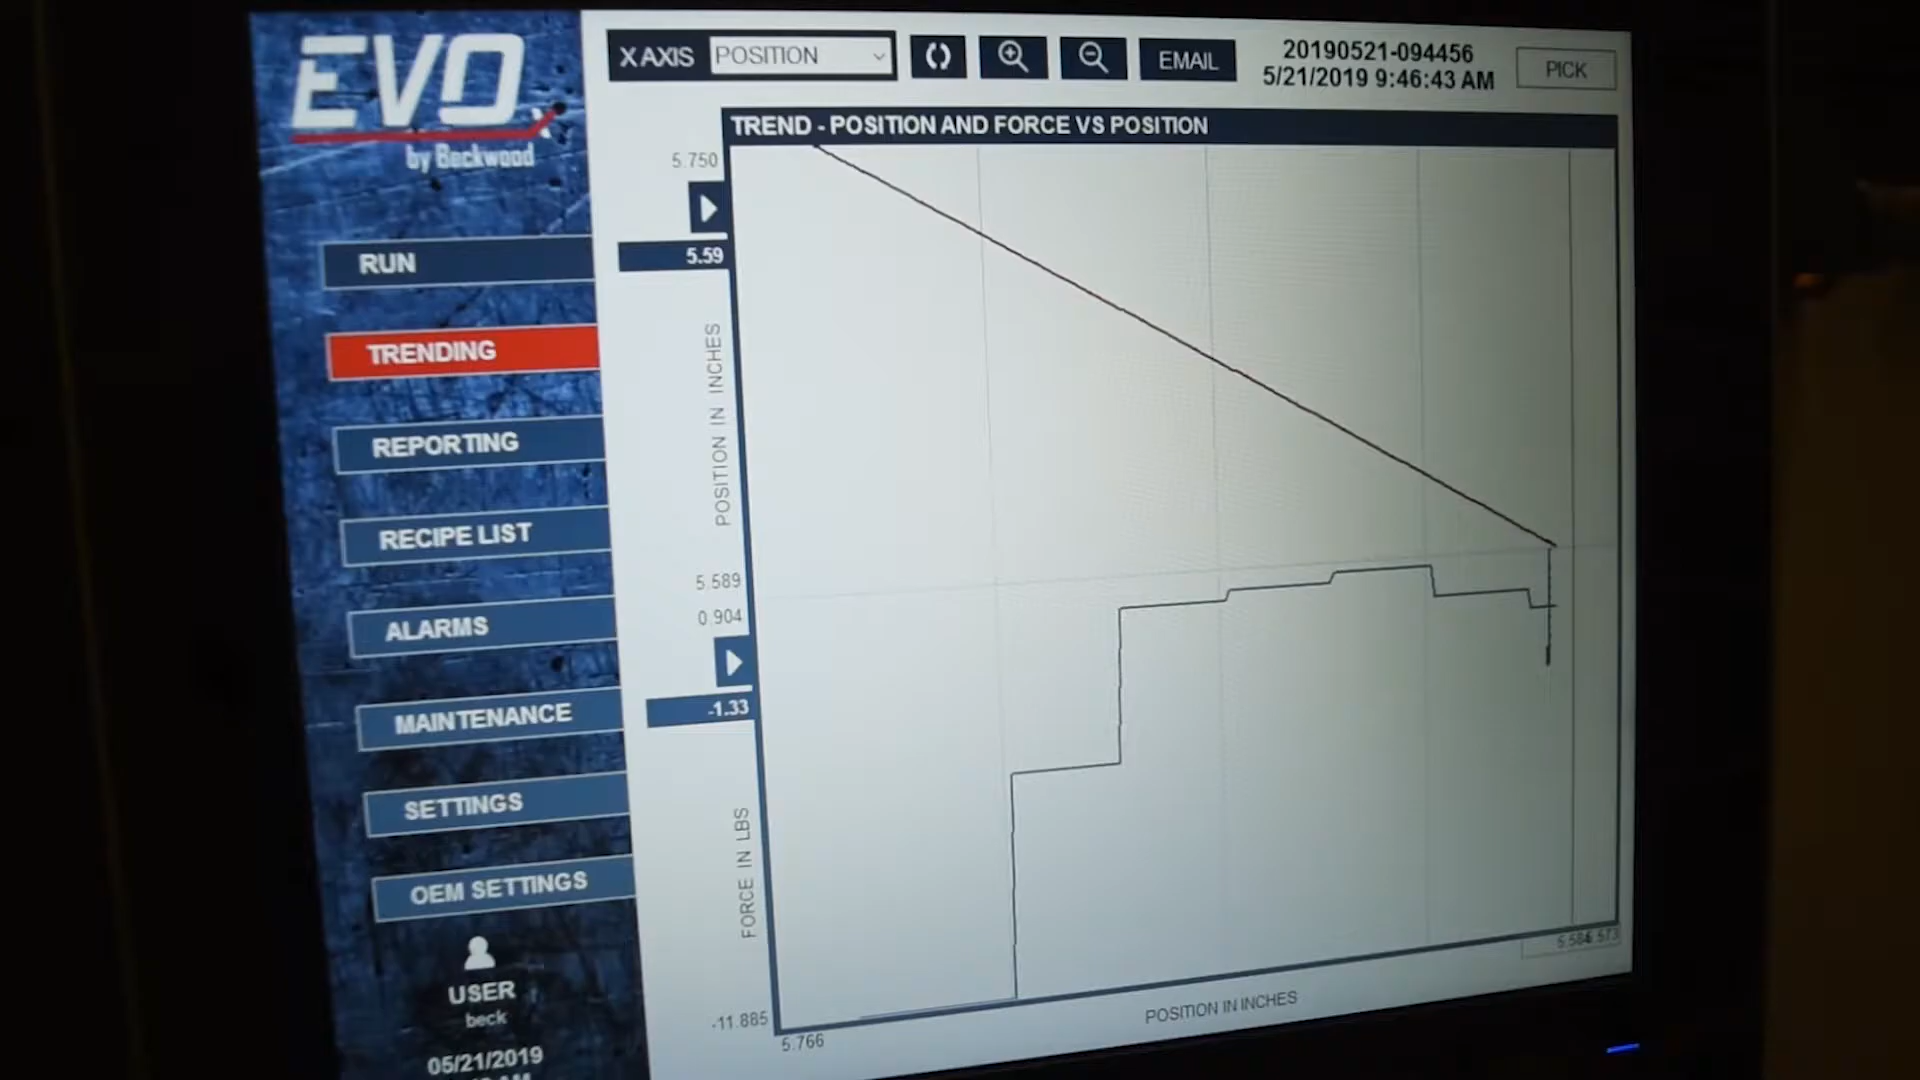 EVO
by Beckwood
RUN
TRENDING
REPORTING
RECIPE LIST
ALARMS
MAINTENANCE
SETTINGS
OEM SETTINGS
USER
beck
05/21/2019
X AXIS
POSITION
EMAIL
20190521-094456
5/21/2019 9:46:43 AM
PICK
TREND - POSITION AND FORCE VS POSITION
5.750
5.59
POSITION IN INCHES
5.589
0.904
-1.33
FORCE IN LBS
-11.885
5.766
POSITION IN INCHES